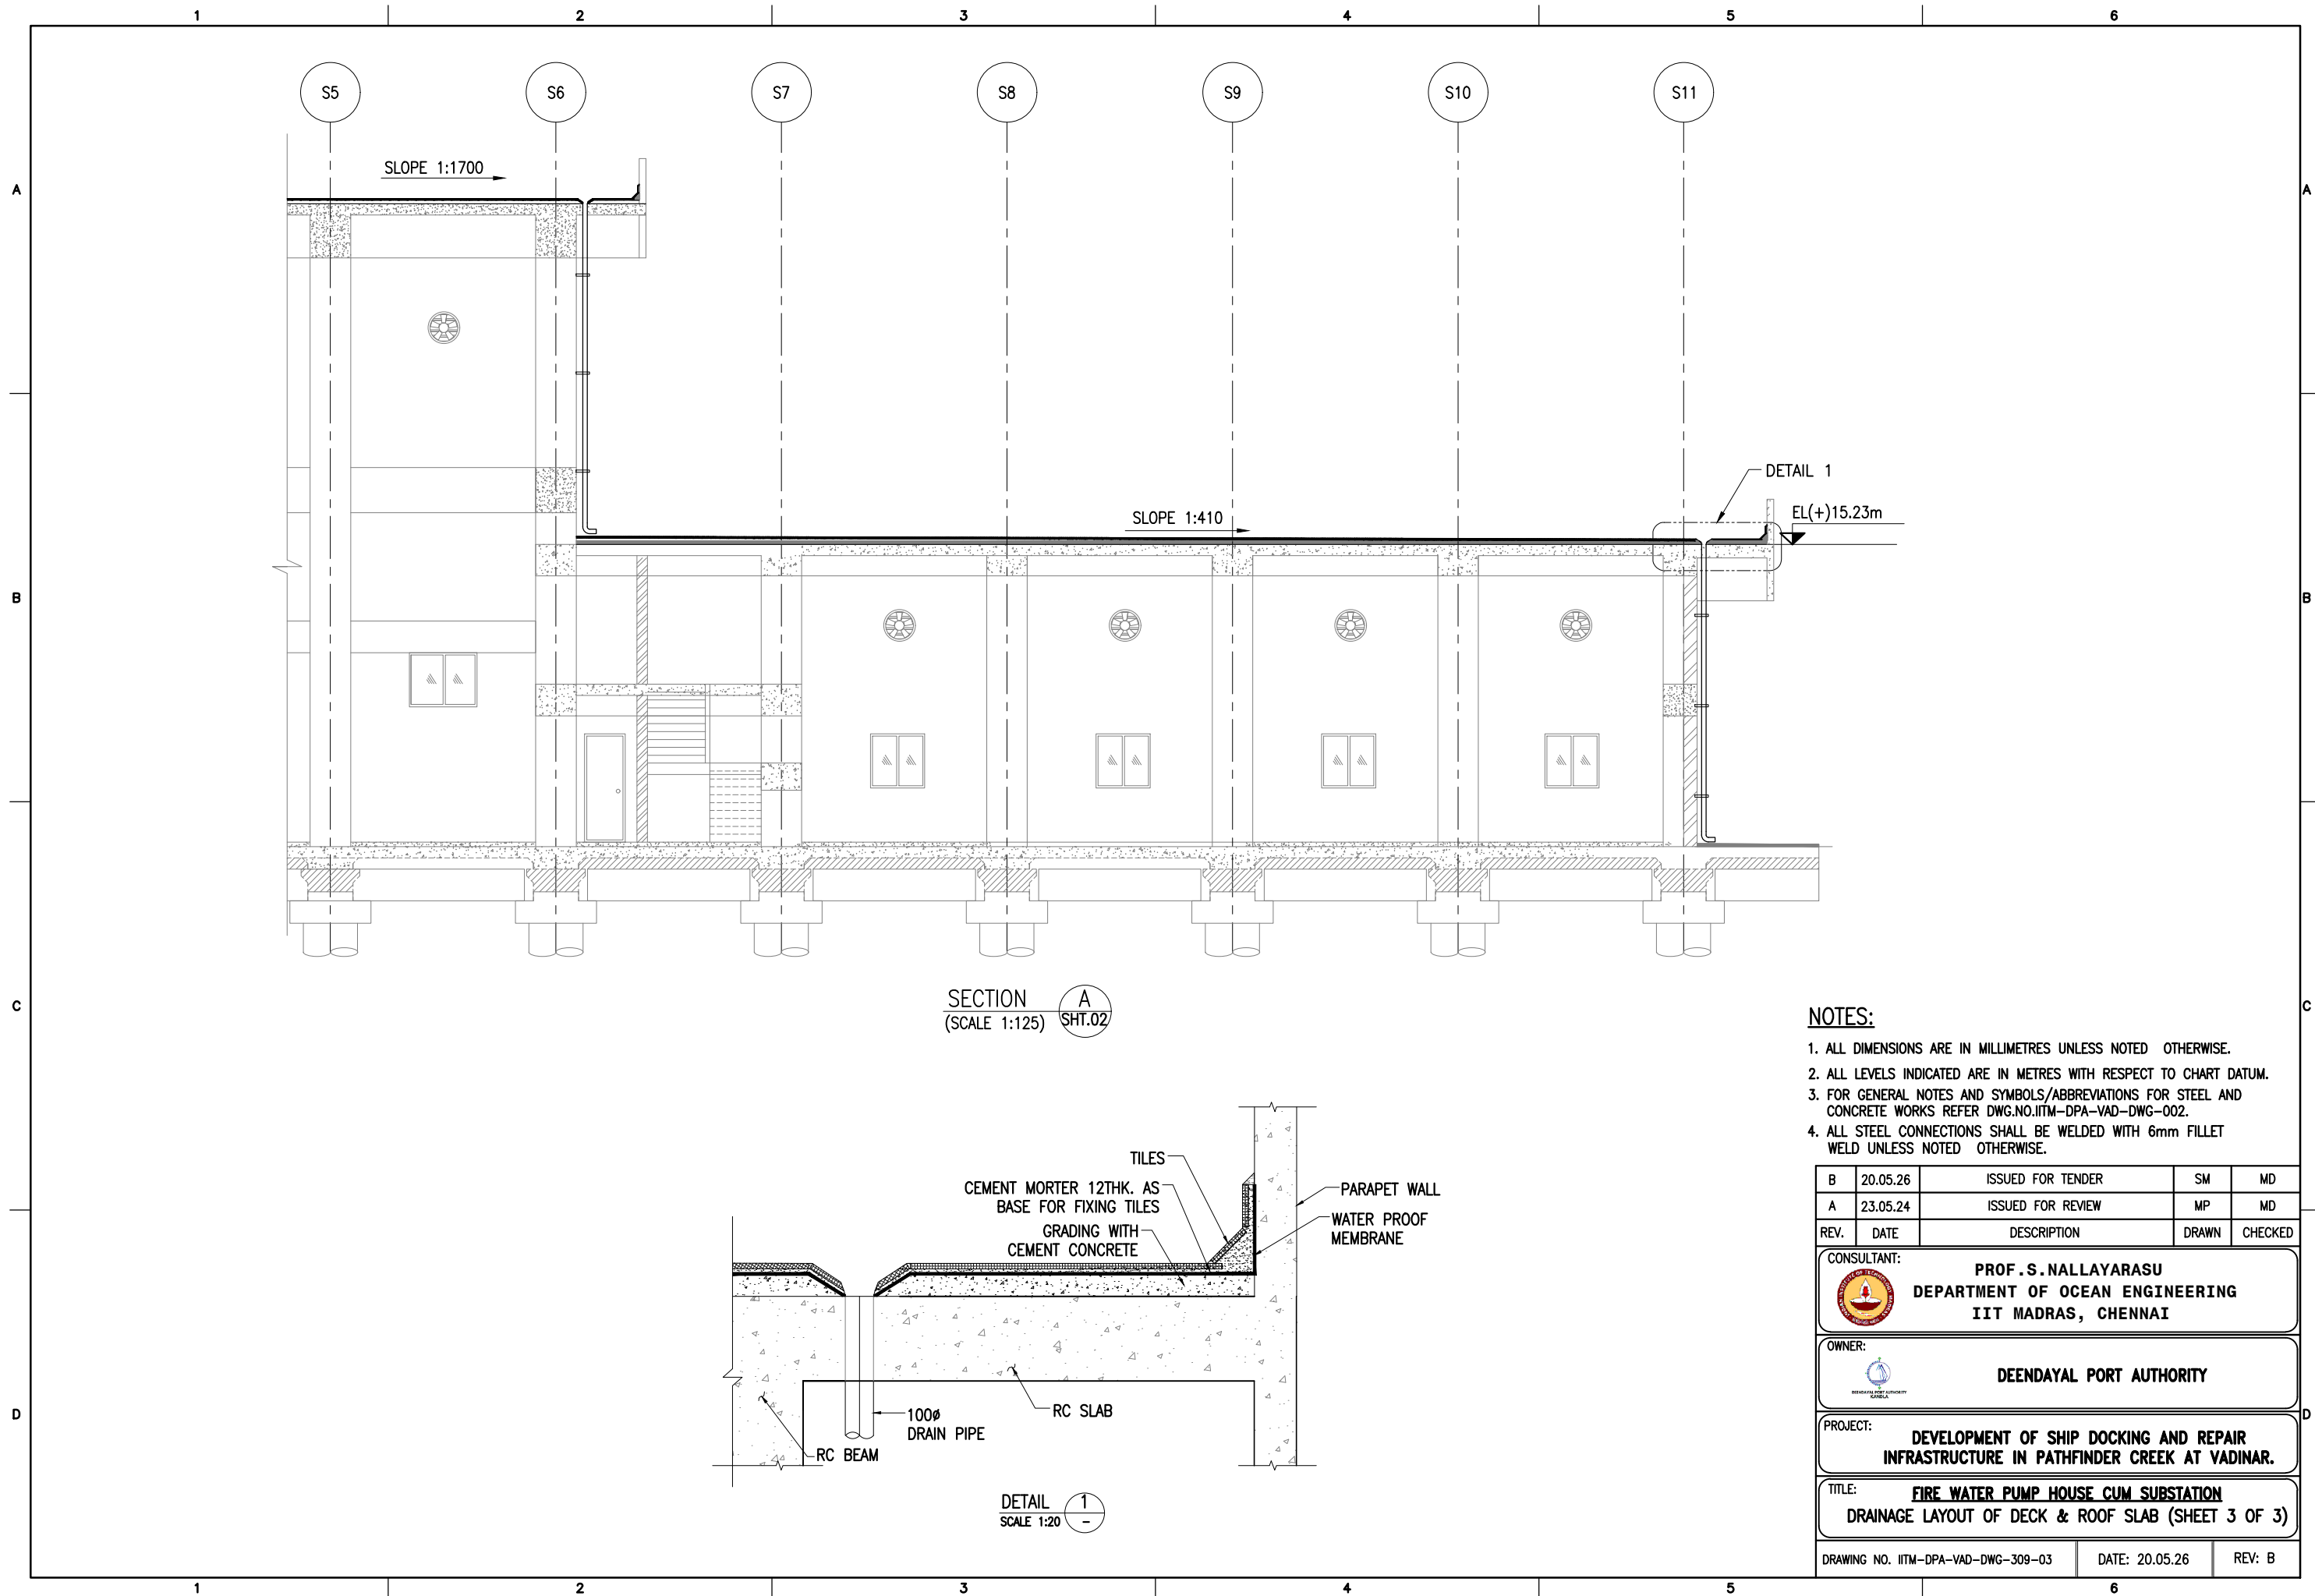 1 2 3 4 5 6
S5 S6 S7 S8 S9 S10 S11
A A
SLOPE 1:1700
DETAIL 1
EL(+)15.23m
SLOPE 1:410
B B
C C
SECTION A
(SCALE 1:125) SHT.02
TILES
CEMENT MORTER 12THK. AS
BASE FOR FIXING TILES
GRADING WITH
CEMENT CONCRETE
PARAPET WALL
WATER PROOF
MEMBRANE
100ø
DRAIN PIPE
RC SLAB
RC BEAM
D D
DETAIL 1
SCALE 1:20 –
NOTES:
1. ALL DIMENSIONS ARE IN MILLIMETRES UNLESS NOTED OTHERWISE.
2. ALL LEVELS INDICATED ARE IN METRES WITH RESPECT TO CHART DATUM.
3. FOR GENERAL NOTES AND SYMBOLS/ABBREVIATIONS FOR STEEL AND
CONCRETE WORKS REFER DWG.NO.IITM-DPA-VAD-DWG-002.
4. ALL STEEL CONNECTIONS SHALL BE WELDED WITH 6mm FILLET
WELD UNLESS NOTED OTHERWISE.
B 20.05.26 ISSUED FOR TENDER SM MD
A 23.05.24 ISSUED FOR REVIEW MP MD
REV. DATE DESCRIPTION DRAWN CHECKED
CONSULTANT:
PROF.S.NALLAYARASU
DEPARTMENT OF OCEAN ENGINEERING
IIT MADRAS, CHENNAI
OWNER:
DEENDAYAL PORT AUTHORITY
KANDLA
DEENDAYAL PORT AUTHORITY
PROJECT:
DEVELOPMENT OF SHIP DOCKING AND REPAIR
INFRASTRUCTURE IN PATHFINDER CREEK AT VADINAR.
TITLE:
FIRE WATER PUMP HOUSE CUM SUBSTATION
DRAINAGE LAYOUT OF DECK & ROOF SLAB (SHEET 3 OF 3)
DRAWING NO. IITM-DPA-VAD-DWG-309-03 DATE: 20.05.26 REV: B
1 2 3 4 5 6